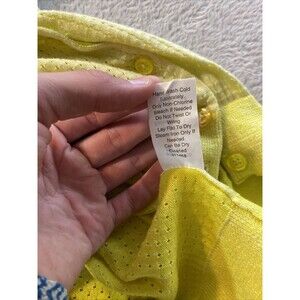 Hand Wash Cold
Separately
Only Non-Chlorine
Bleach If Needed
Do Not Twist Or
Wring
Lay Flat To Dry
Steam Iron Only If
Needed
Can Be Dry
Cleaned